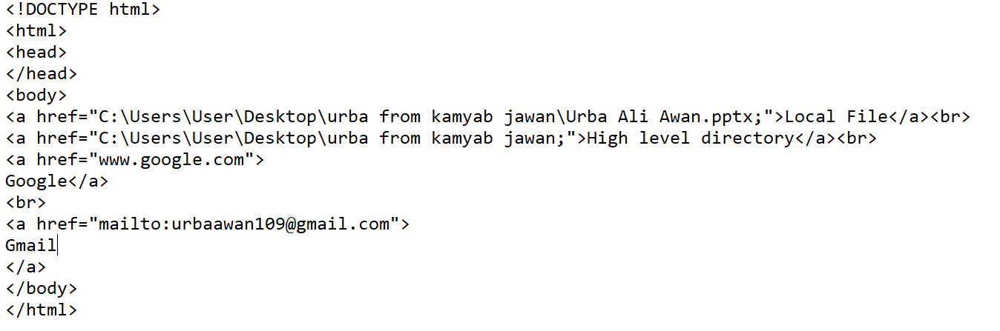 <!DOCTYPE html>
<html>
<head>
</head>
<body>
<a href="C:\Users\User\Desktop\urba from kamyab jawan\Urba Ali Awan.pptx;">Local File</a><br>
<a href="C:\Users\User\Desktop\urba from kamyab jawan;">High level directory</a><br>
<a href="www.google.com">
Google</a>
<br>
<a href="mailto:urbaawan109@gmail.com">
Gmail
</a>
</body>
</html>